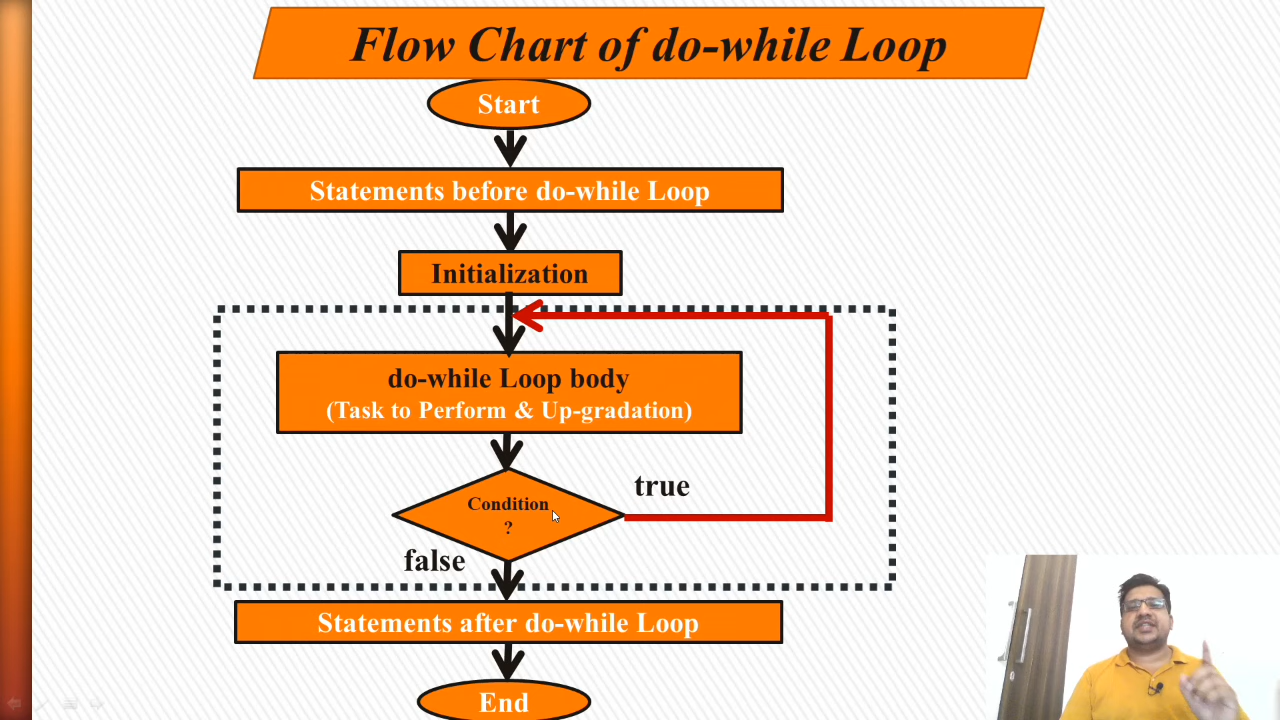 Flow Chart of do-while Loop
Start
Statements before do-while Loop
Initialization
do-while Loop body
(Task to Perform & Up-gradation)
Condition
?
true
false
Statements after do-while Loop
End